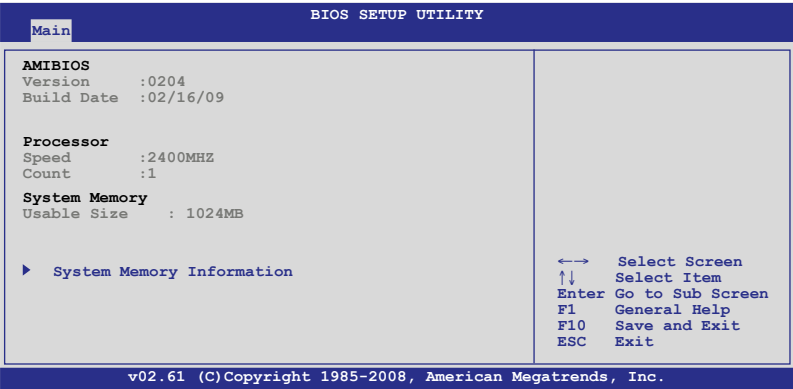 BIOS SETUP UTILITY
Main
AMIBIOS
Version :0204
Build Date :02/16/09
Processor
Speed :2400MHZ
Count :1
System Memory
Usable Size : 1024MB
System Memory Information
←→ Select Screen
↑↓ Select Item
Enter Go to Sub Screen
F1 General Help
F10 Save and Exit
ESC Exit
v02.61 (C)Copyright 1985-2008, American Megatrends, Inc.